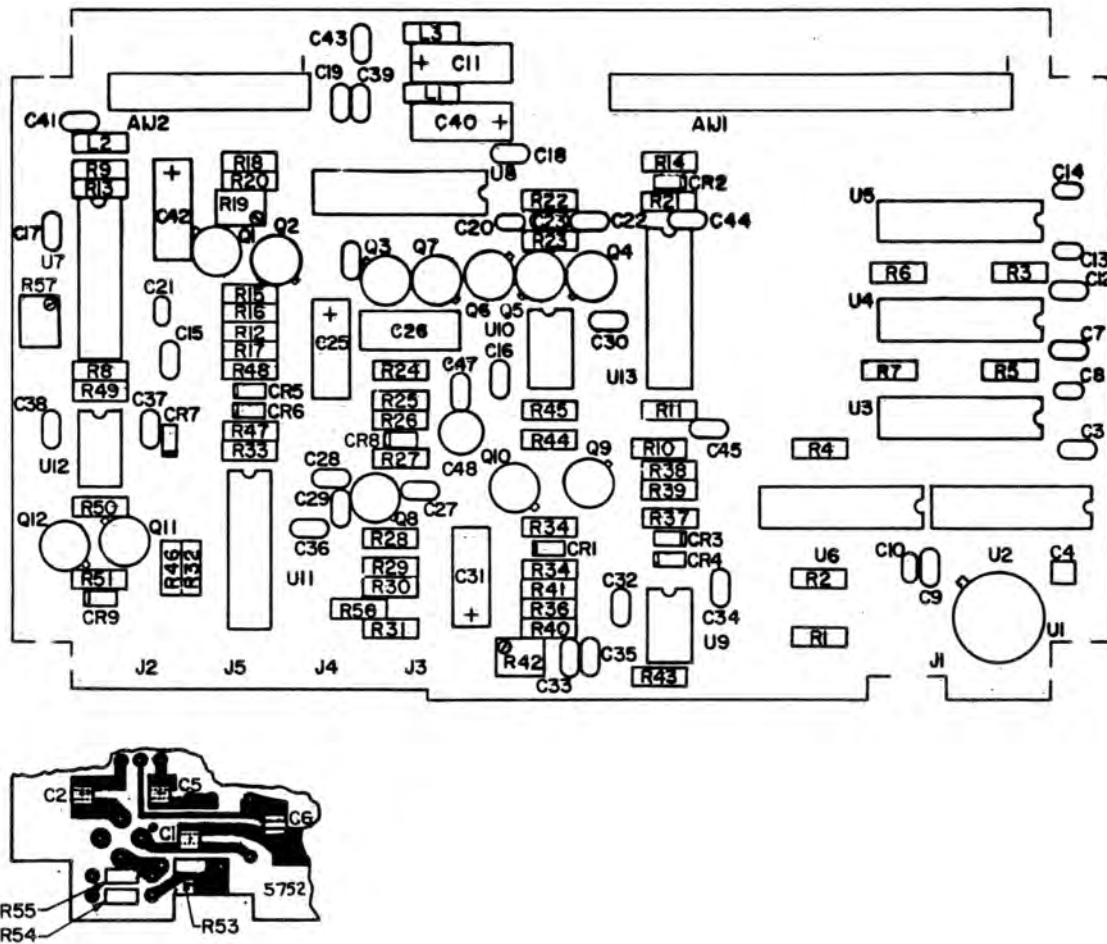 C43
L3
C11
+
C19
C39
L1
C40
+
C41
A1J2
A1J1
L2
C18
R9
R18
R14
R13
R20
U8
CR2
C14
+
R19
R22
R21
U5
C42
C17
Q1
Q2
C20
C23
C22
C44
R23
U7
Q3
Q7
Q4
C13
R57
R6
R3
C12
C21
R15
Q6
Q5
R16
+
C26
U10
U4
C15
R12
C25
C30
R17
C16
C7
R8
R48
R24
C47
U13
R7
R5
R49
CR5
C8
C38
C37
CR7
CR6
R25
R45
R11
U3
R47
R26
C45
C3
U12
R33
CR8
R44
R10
R4
R27
C48
Q10
Q9
R38
C28
R39
R50
C29
C27
Q12
Q11
Q8
R34
R37
C36
R28
CR1
CR3
R46
R32
R29
R34
CR4
U6
C10
U2
C4
R51
U11
C31
R41
C32
R2
R30
C9
CR9
R56
R36
C34
+
R31
R40
U9
R1
U1
J2
J5
J4
J3
R42
C35
J1
C33
R43
C2
C5
C1
C6
R55
5752
R54
R53